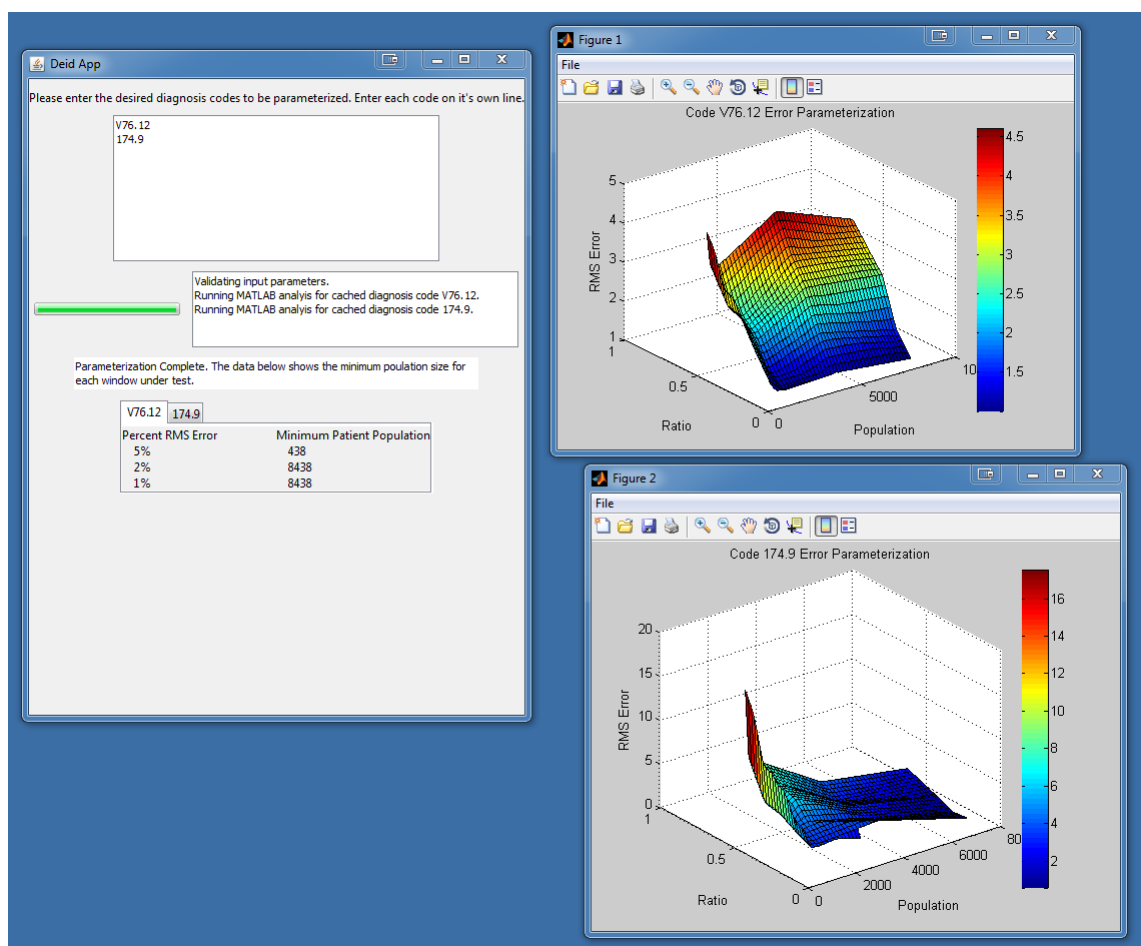 Deid App
Please enter the desired diagnosis codes to be parameterized. Enter each code on it's own line.
V76.12
174.9
Validating input parameters.
Running MATLAB analyis for cached diagnosis code V76.12.
Running MATLAB analyis for cached diagnosis code 174.9.
Parameterization Complete. The data below shows the minimum poulation size for
each window under test.
V76.12 174.9
Percent RMS Error Minimum Patient Population
5% 438
2% 8438
1% 8438
Figure 1
File
Code V76.12 Error Parameterization
5
4
3
2
1
RMS Error
1
0.5
0
Ratio
0
5000
10
Population
4.5
4
3.5
3
2.5
2
1.5
Figure 2
File
Code 174.9 Error Parameterization
20
15
10
5
0
RMS Error
1
0.5
0
Ratio
0
2000
4000
6000
80
Population
16
14
12
10
8
6
4
2